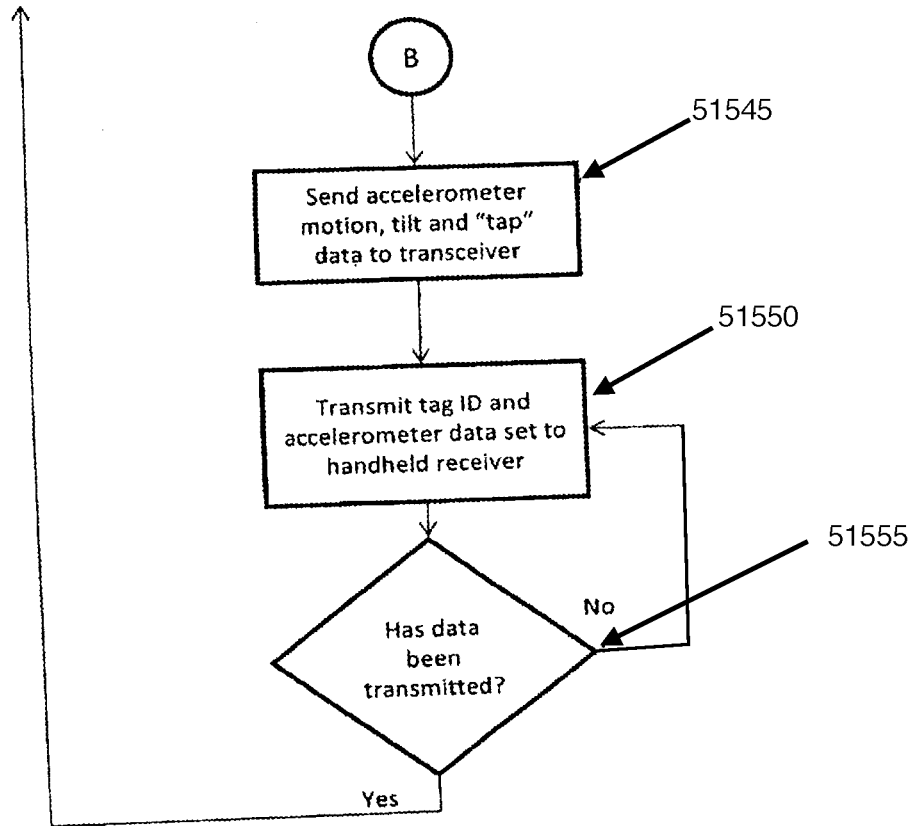 B
51545
Send accelerometer
motion, tilt and “tap”
data to transceiver
51550
Transmit tag ID and
accelerometer data set to
handheld receiver
51555
No
Has data
been
transmitted?
Yes